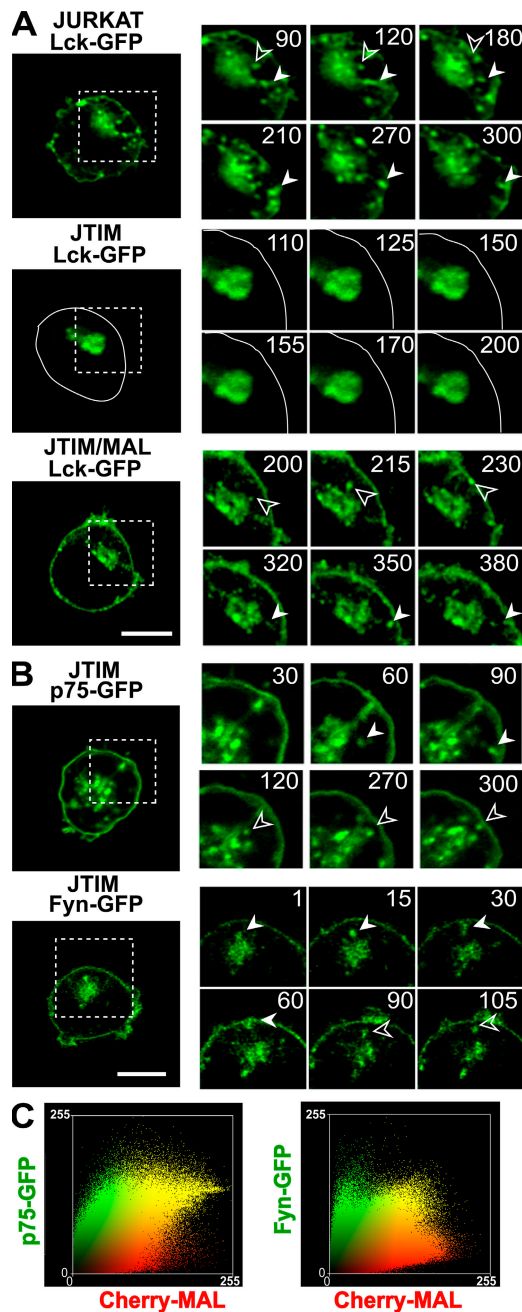 A
JURKAT
Lck-GFP
90 120 180
210 270 300
JTIM
Lck-GFP
110 125 150
155 170 200
JTIM/MAL
Lck-GFP
200 215 230
320 350 380
B
JTIM
p75-GFP
30 60 90
120 270 300
JTIM
Fyn-GFP
1 15 30
60 90 105
C
255
p75-GFP
0 255
Cherry-MAL
255
Fyn-GFP
0 255
Cherry-MAL